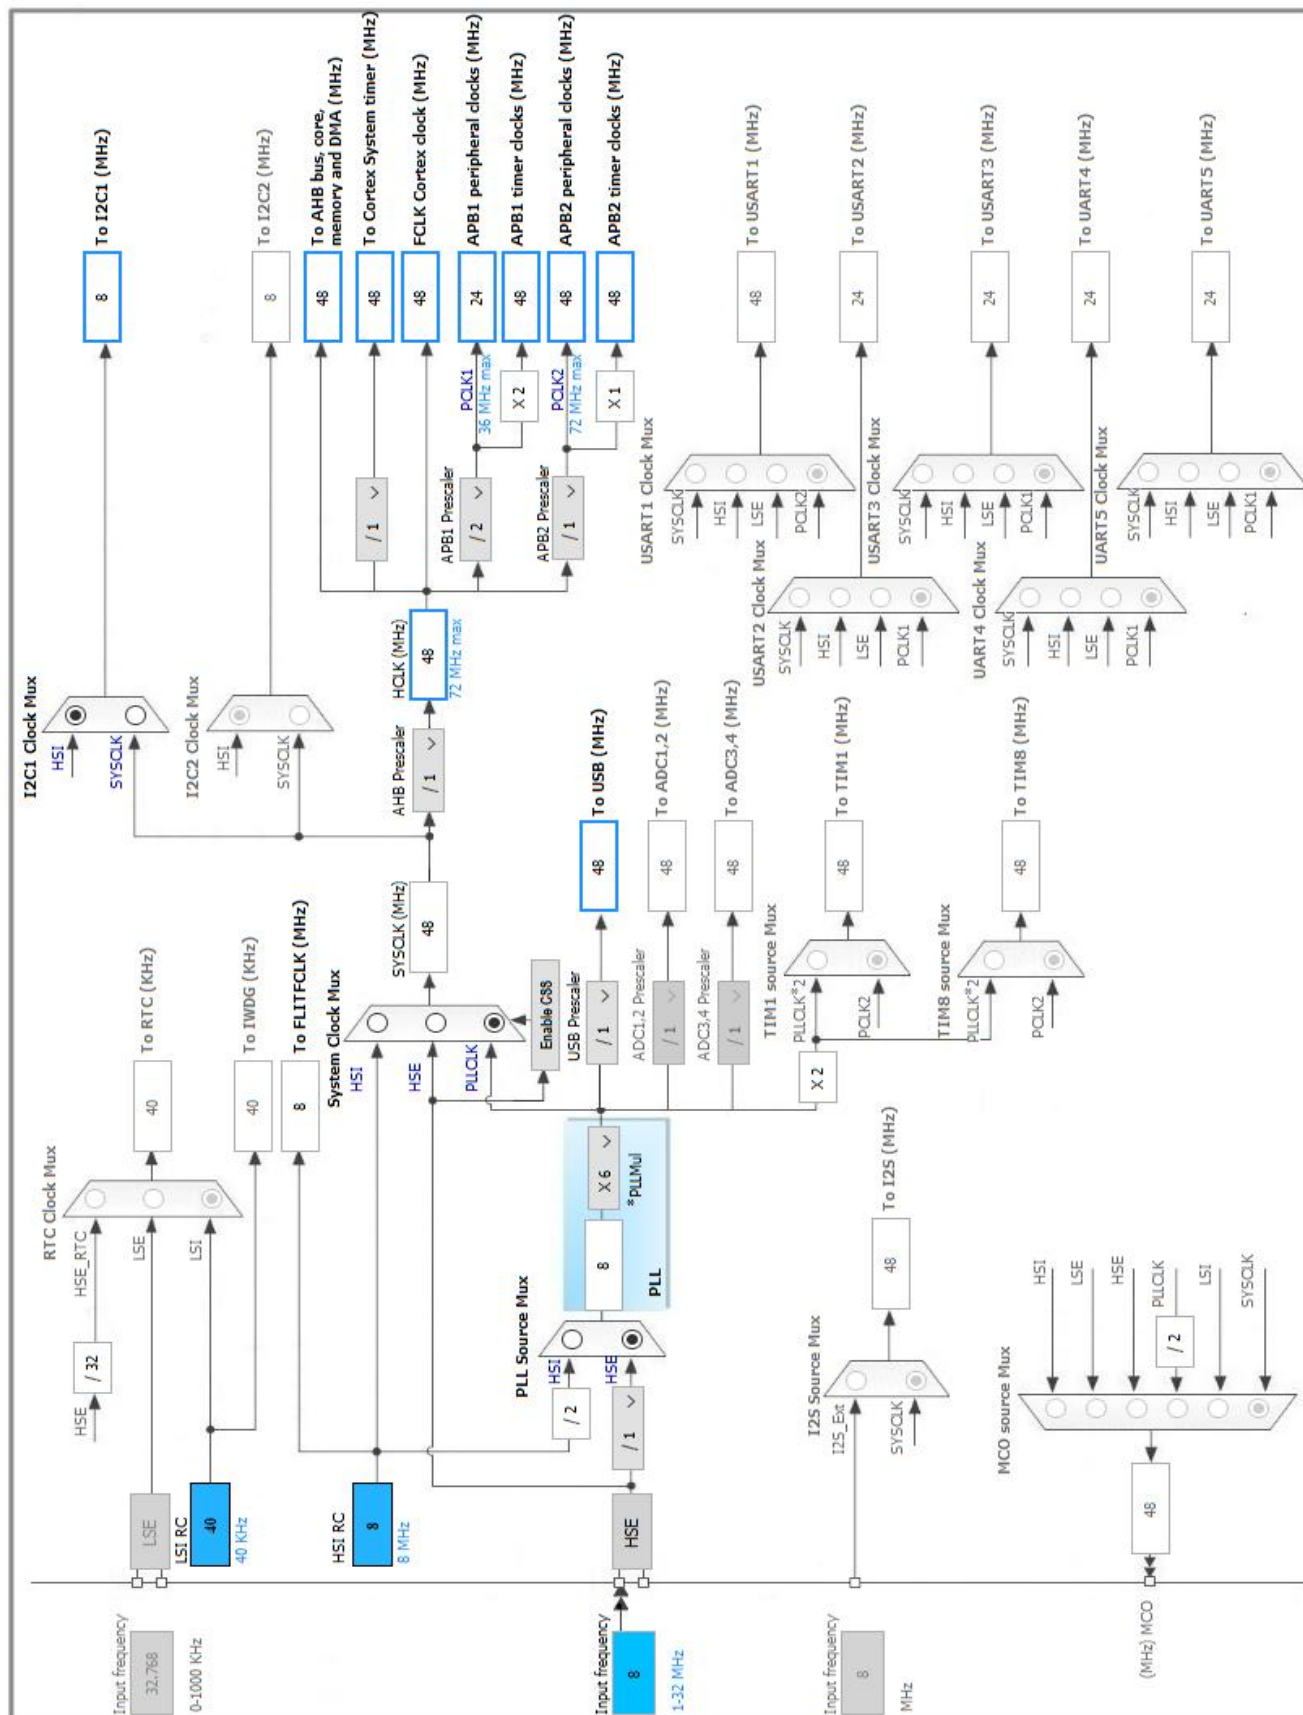 Input frequency
32.768
0-1000 KHz
LSE
LSI RC
40
40 KHz
HSI RC
8
8 MHz
Input frequency
8
1-32 MHz
HSE
Input frequency
8
MHz
(MHz) MCO
48
MCO source Mux
HSI
LSE
HSE
PLLCLK
/ 2
LSI
SYSCLK
HSE
/ 32
HSE_RTC
RTC Clock Mux
LSE
LSI
40
To RTC (KHz)
40
To IWDG (KHz)
8
To FLITFCLK (MHz)
/ 2
/ 1
PLL Source Mux
HSI
HSE
8
X 6
*PLLMul
PLL
I2S Source Mux
I2S_Ext
SYSCLK
48
To I2S (MHz)
System Clock Mux
HSI
HSE
PLLCLK
Enable CSS
SYSCLK (MHz)
48
USB Prescaler
/ 1
48
To USB (MHz)
ADC1,2 Prescaler
/ 1
48
To ADC1,2 (MHz)
ADC3,4 Prescaler
/ 1
48
To ADC3,4 (MHz)
X 2
TIM1 source Mux
PLLCLK*2
PCLK2
48
To TIM1 (MHz)
TIM8 source Mux
PLLCLK*2
PCLK2
48
To TIM8 (MHz)
I2C1 Clock Mux
HSI
SYSCLK
8
To I2C1 (MHz)
I2C2 Clock Mux
HSI
SYSCLK
8
To I2C2 (MHz)
AHB Prescaler
/ 1
HCLK (MHz)
48
72 MHz max
48
To AHB bus, core,
memory and DMA (MHz)
/ 1
48
To Cortex System timer (MHz)
48
FCLK Cortex clock (MHz)
APB1 Prescaler
/ 2
PCLK1
36 MHz max
24
APB1 peripheral clocks (MHz)
X 2
48
APB1 timer clocks (MHz)
APB2 Prescaler
/ 1
PCLK2
72 MHz max
48
APB2 peripheral clocks (MHz)
X 1
48
APB2 timer clocks (MHz)
USART1 Clock Mux
SYSCLK
HSI
LSE
PCLK2
48
To USART1 (MHz)
USART2 Clock Mux
SYSCLK
HSI
LSE
PCLK1
24
To USART2 (MHz)
USART3 Clock Mux
SYSCLK
HSI
LSE
PCLK1
24
To USART3 (MHz)
UART4 Clock Mux
SYSCLK
HSI
LSE
PCLK1
24
To UART4 (MHz)
UART5 Clock Mux
SYSCLK
HSI
LSE
PCLK1
24
To UART5 (MHz)